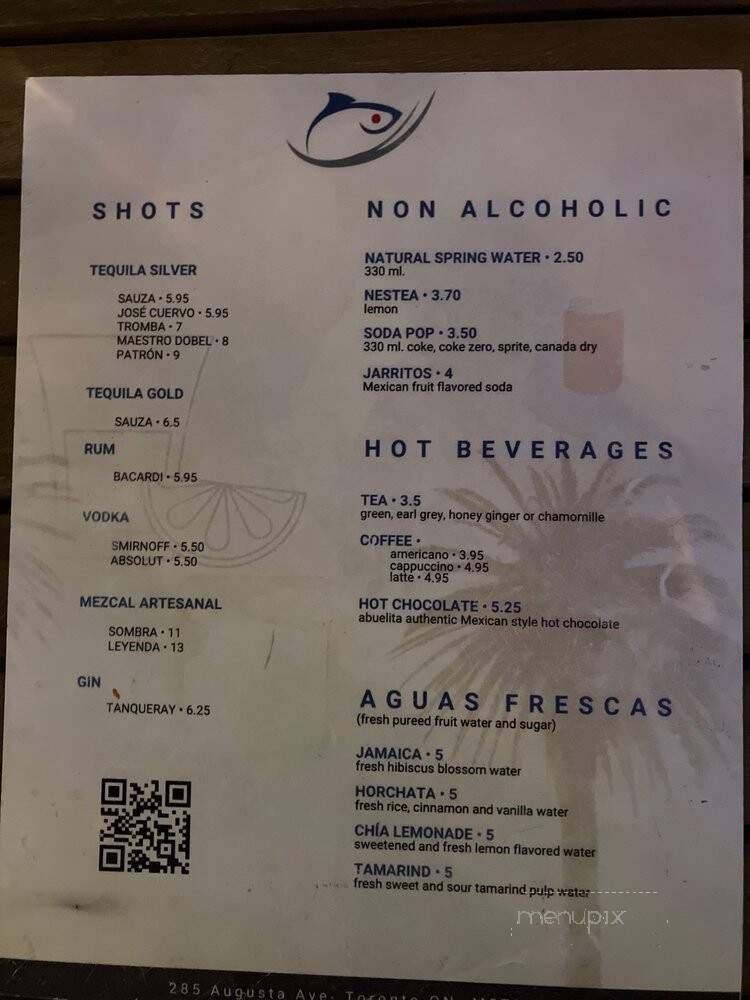 SHOTS
TEQUILA SILVER
SAUZA • 5.95
JOSÉ CUERVO • 5.95
TROMBA • 7
MAESTRO DOBEL • 8
PATRÓN • 9
TEQUILA GOLD
SAUZA • 6.5
RUM
BACARDI • 5.95
VODKA
SMIRNOFF • 5.50
ABSOLUT • 5.50
MEZCAL ARTESANAL
SOMBRA • 11
LEYENDA • 13
GIN
TANQUERAY • 6.25
NON ALCOHOLIC
NATURAL SPRING WATER • 2.50
330 ml.
NESTEA • 3.70
lemon
SODA POP • 3.50
330 ml. coke, coke zero, sprite, canada dry
JARRITOS • 4
Mexican fruit flavored soda
HOT BEVERAGES
TEA • 3.5
green, earl grey, honey ginger or chamomille
COFFEE •
americano • 3.95
cappuccino • 4.95
latte • 4.95
HOT CHOCOLATE • 5.25
abuelita authentic Mexican style hot chocolate
AGUAS FRESCAS
(fresh pureed fruit water and sugar)
JAMAICA • 5
fresh hibiscus blossom water
HORCHATA • 5
fresh rice, cinnamon and vanilla water
CHÍA LEMONADE • 5
sweetened and fresh lemon flavored water
TAMARIND • 5
fresh sweet and sour tamarind pulp water
menupix
285 Augusta Ave. Toronto ON,